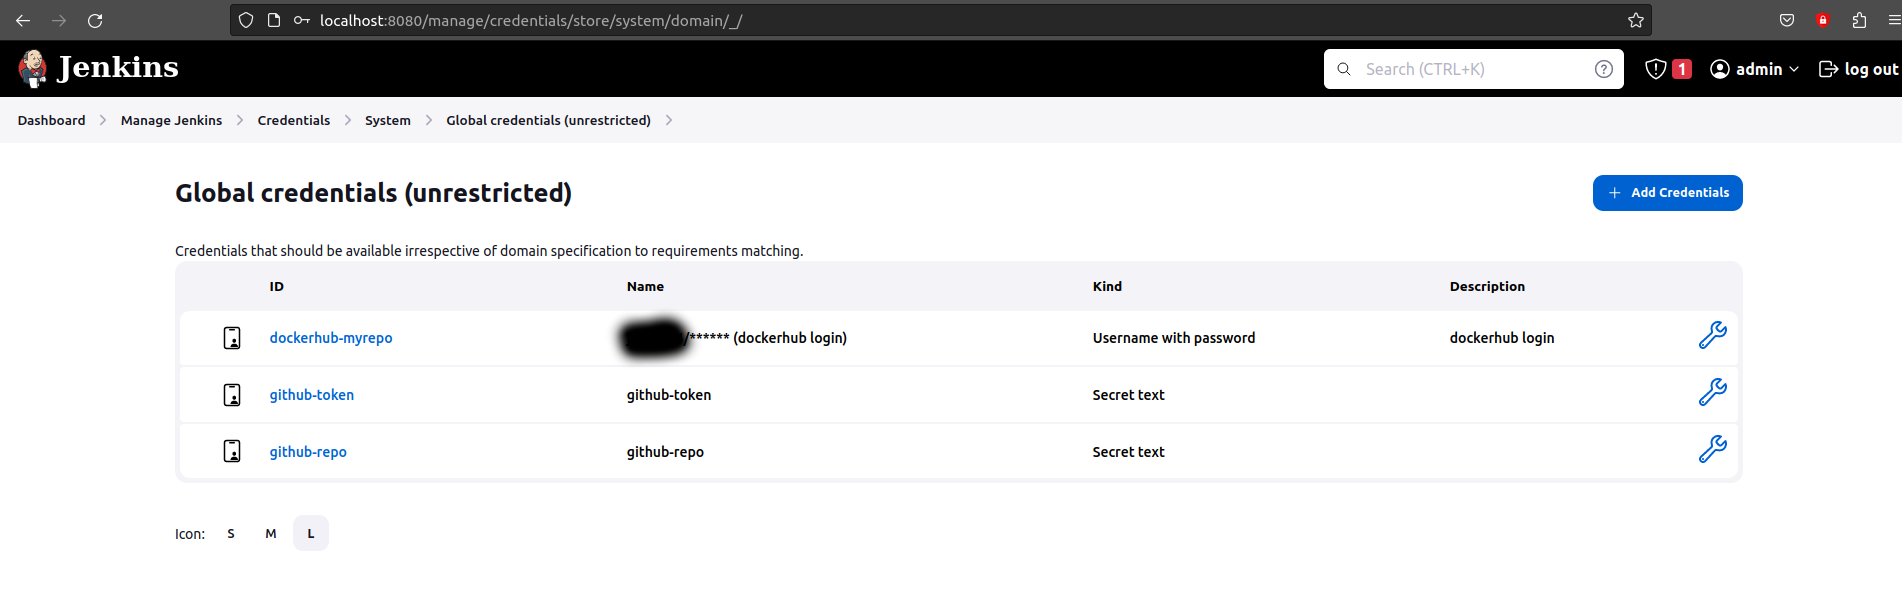 localhost:8080/manage/credentials/store/system/domain/_/
Jenkins
Search (CTRL+K)
1
admin
log out
Dashboard
Manage Jenkins
Credentials
System
Global credentials (unrestricted)
Global credentials (unrestricted)
+ Add Credentials
Credentials that should be available irrespective of domain specification to requirements matching.
ID Name Kind Description
dockerhub-myrepo /****** (dockerhub login) Username with password dockerhub login
github-token github-token Secret text
github-repo github-repo Secret text
Icon: S M L